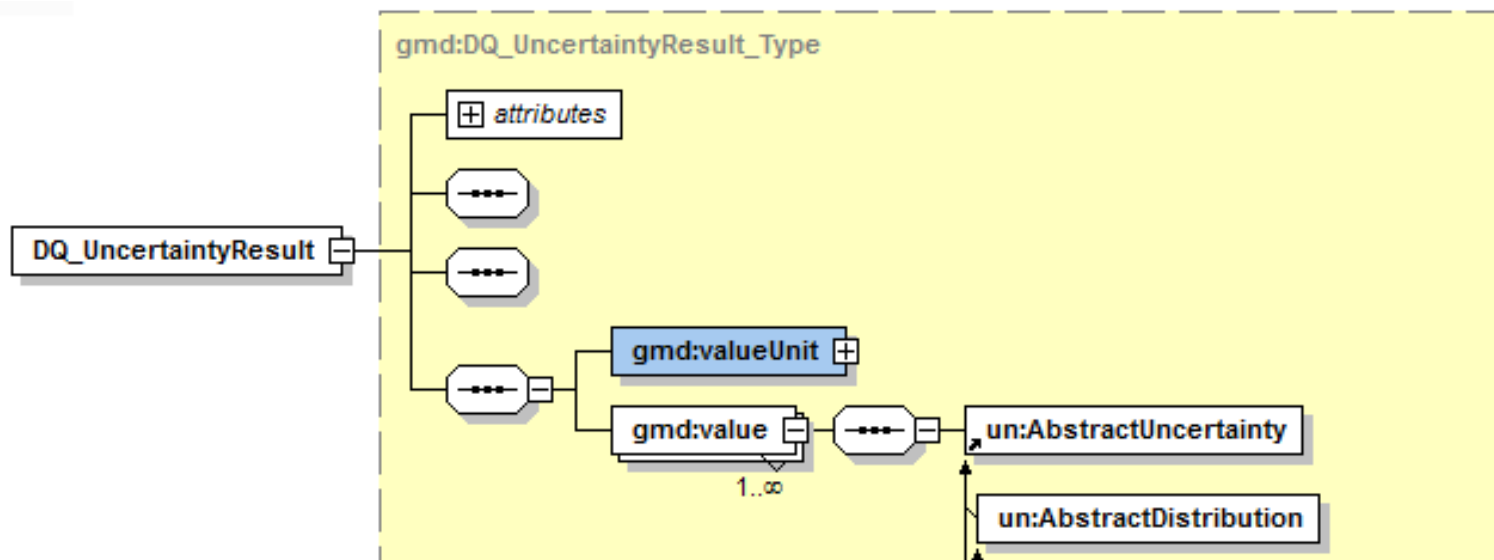 gmd:DQ_UncertaintyResult_Type
attributes
DQ_UncertaintyResult
gmd:valueUnit
gmd:value
un:AbstractUncertainty
1..∞
un:AbstractDistribution